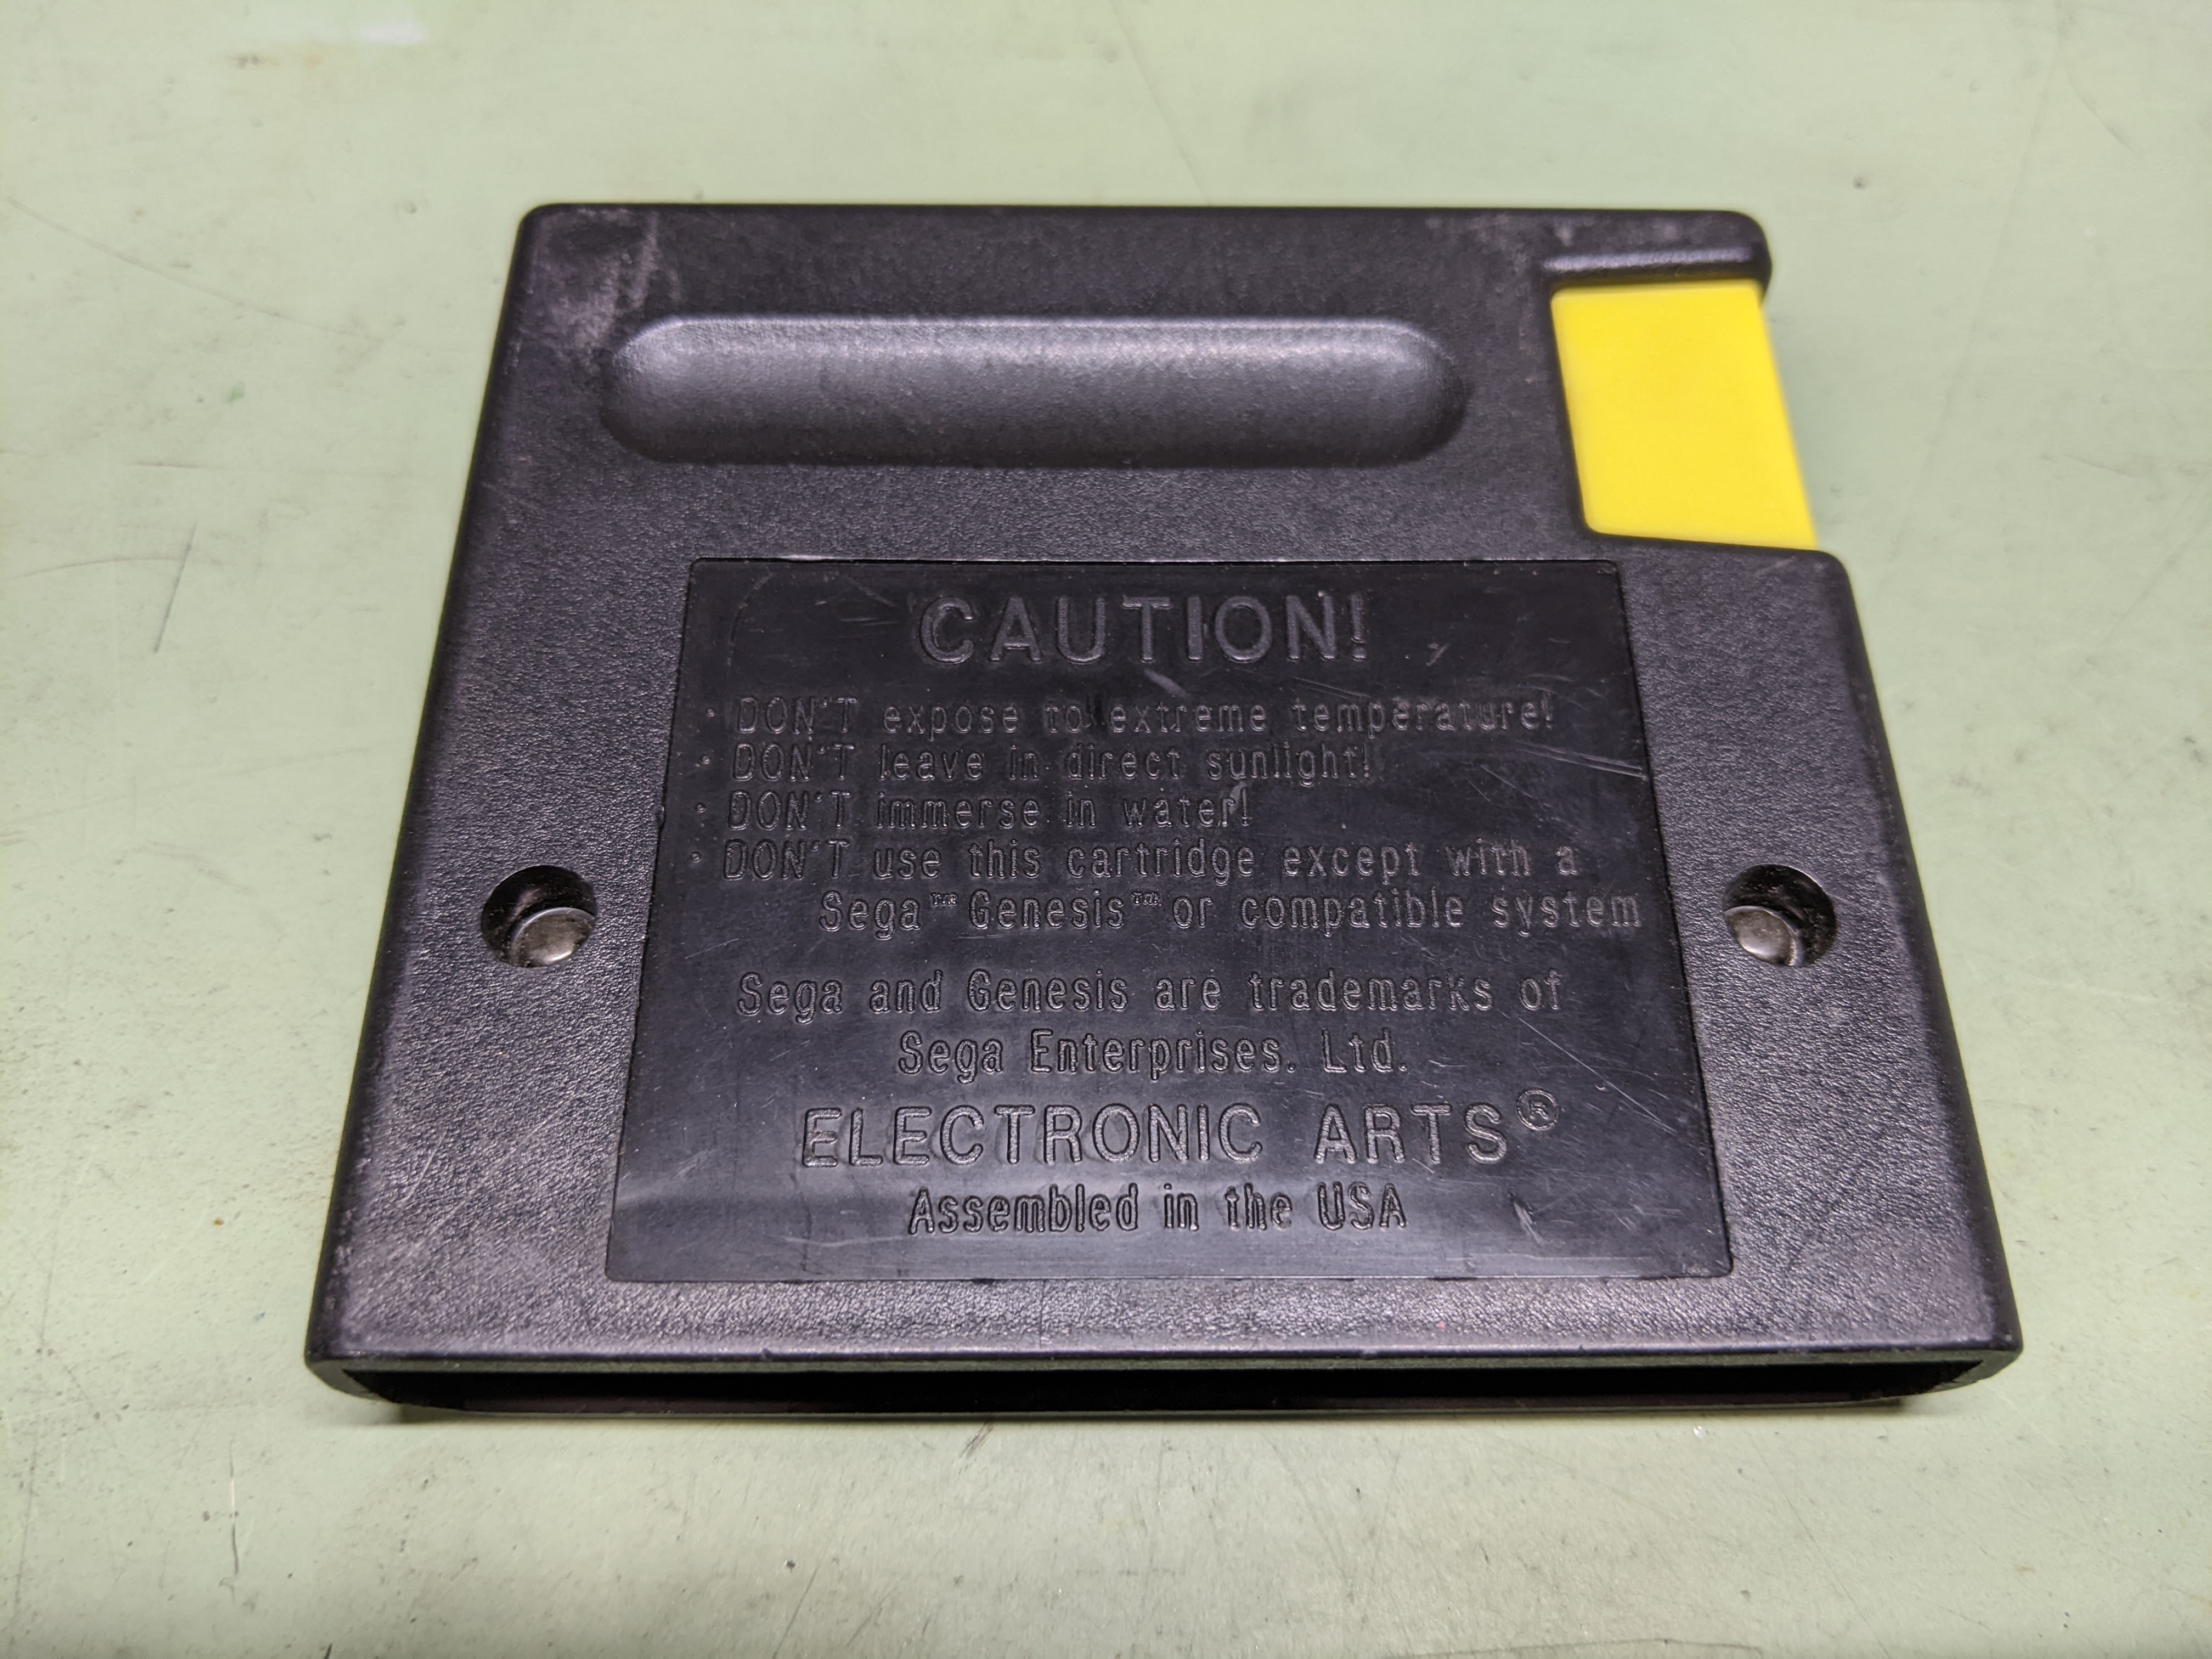 CAUTION!
· DON'T expose to extreme temperature!
· DON'T leave in direct sunlight!
· DON'T immerse in water!
· DON'T use this cartridge except with a
Sega™ Genesis™ or compatible system
Sega and Genesis are trademarks of
Sega Enterprises. Ltd.
ELECTRONIC ARTS®
Assembled in the USA